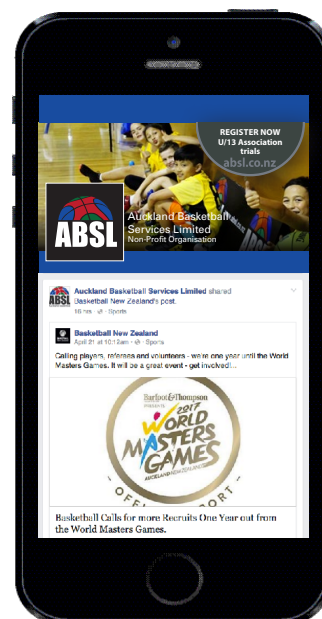 REGISTER NOW
U/13 Association
trials
absl.co.nz
ABSL
Auckland Basketball
Services Limited
Non-Profit Organisation
ABSL
Auckland Basketball Services Limited shared
Basketball New Zealand's post.
16 hrs · Sports
Basketball New Zealand
April 21 at 10:12am · Sports
Calling players, referees and volunteers - we're one year until the World
Masters Games. It will be a great event - get involved!...
Barfoot&Thompson
PRESENTS
2017
WORLD
MASTERS
GAMES
AUCKLAND NEW ZEALAND
Basketball Calls for more Recruits One Year out from
the World Masters Games.